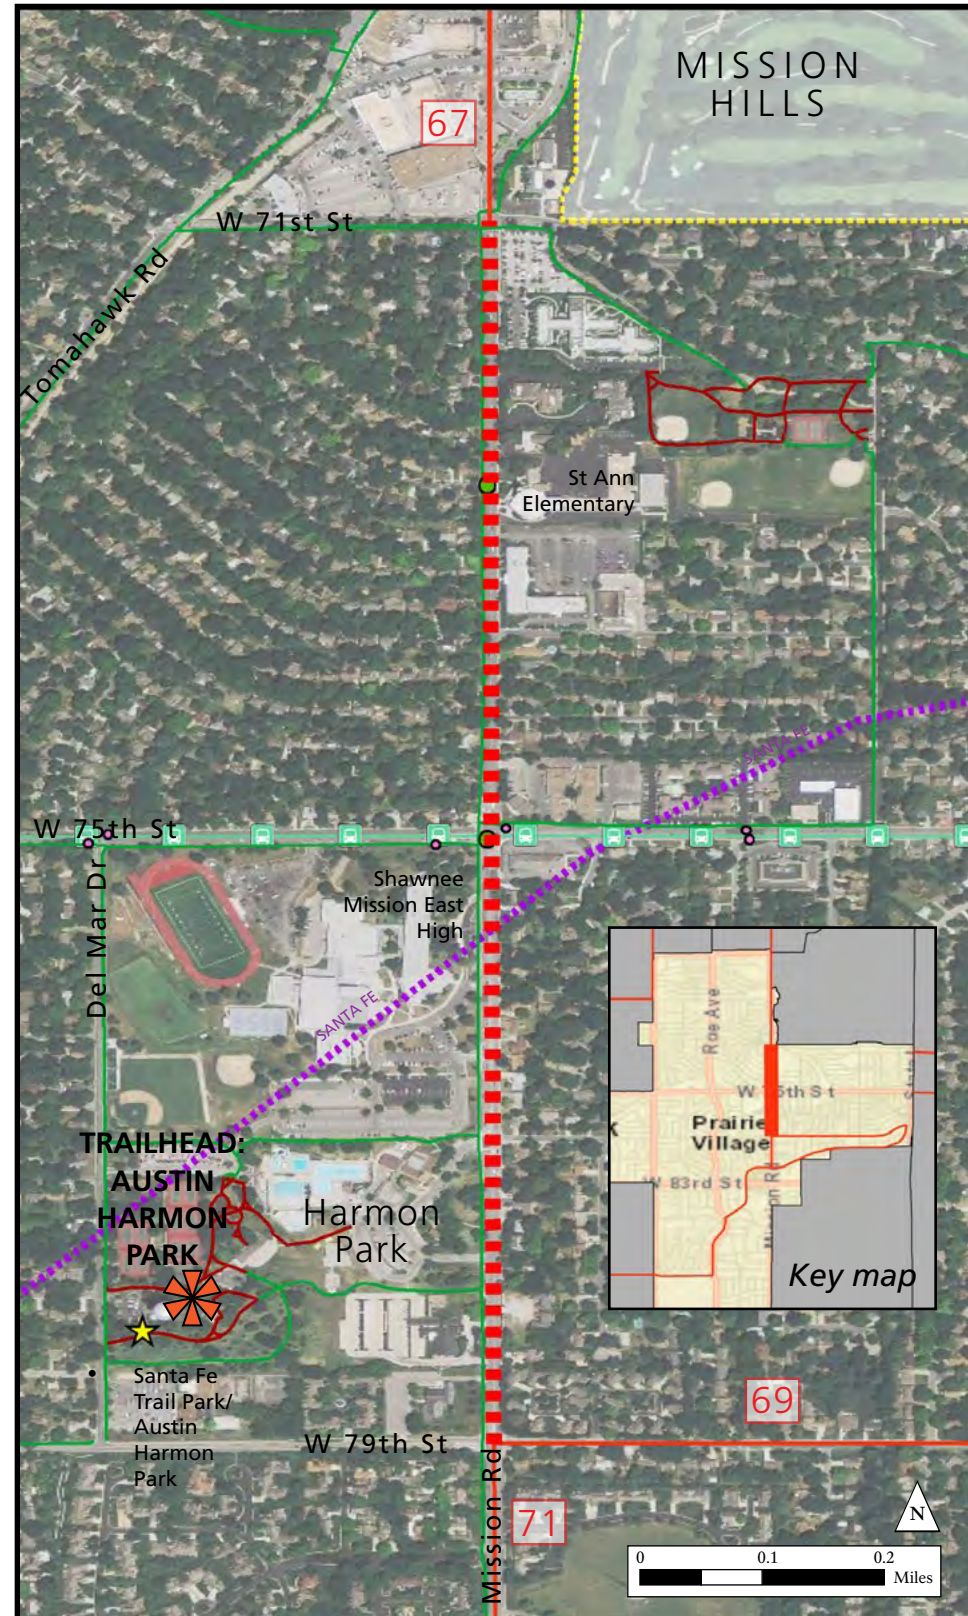 MISSION
HILLS
67
W 71st St
Tomahawk Rd
St Ann
Elementary
SANTA FE
W 75th St
Shawnee
Mission East
High
Del Mar Dr
SANTA FE
Roe Ave
W 75th St
Prairie
Village
W 83rd St
Mission Rd
Key map
TRAILHEAD:
AUSTIN
HARMON
PARK
Harmon
Park
Santa Fe
Trail Park/
Austin
Harmon
Park
69
W 79th St
Mission Rd
71
N
0 0.1 0.2
Miles